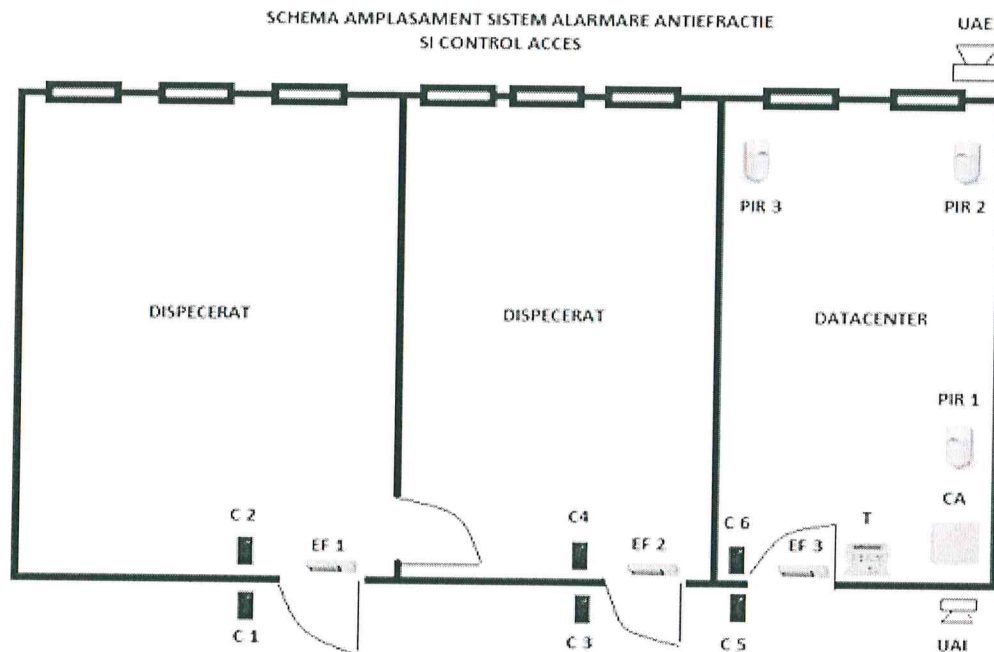 SCHEMA AMPLASAMENT SISTEM ALARMARE ANTIEFRACTIE
SI CONTROL ACCES
UAE
PIR 3
PIR 2
DISPECERAT
DISPECERAT
DATACENTER
PIR 1
C 2
C4
C 6
T
CA
EF 1
EF 2
EF 3
C 1
C 3
C 5
UAI